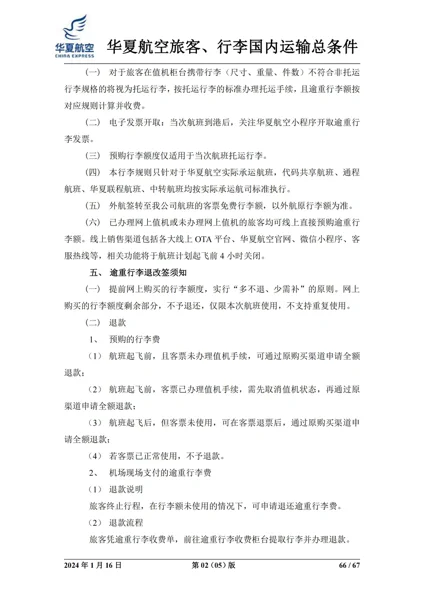 华夏航空
CHINA EXPRESS AIRLINES
华夏航空旅客、行李国内运输总条件
(一) 对于旅客在值机柜台携带行李(尺寸、重量、件数)不符合非托运
行李规格的将视为托运行李,按托运行李的标准办理托运手续,且逾重行李额按
对应规则计算并收费。
(二) 电子发票开取:当次航班到港后,关注华夏航空小程序开取逾重行
李发票。
(三) 预购行李额度仅适用于当次航班托运行李。
(四) 本行李规则只针对于华夏航空实际承运航班,代码共享航班、通程
航班、华夏联程航班、中转航班均按实际承运航司标准执行。
(五) 外航签转至我公司航班的客票免费行李额,以外航原行李额为准。
(六) 已办理网上值机或未办理网上值机的旅客均可线上直接预购逾重行
李额。线上销售渠道包括各大线上 OTA 平台、华夏航空官网、微信小程序、客
服热线等,相关功能将于航班计划起飞前 4 小时关闭。
五、 逾重行李退改签须知
(一) 提前网上购买的行李额度,实行“多不退、少需补”的原则。网上
购买的行李额度剩余部分,不予退还,仅限本次航班使用,不支持重复使用。
(二) 退款
1、 预购的行李费
(1) 航班起飞前,且客票未办理值机手续,可通过原购买渠道申请全额
退款;
(2) 航班起飞前,客票已办理值机手续,需先取消值机状态,再通过原
渠道申请全额退款;
(3) 航班起飞后,但客票未使用,可在客票退票后,通过原购买渠道申
请全额退款;
(4) 若客票已正常使用,不予退款。
2、 机场现场支付的逾重行李费
(1) 退款说明
旅客终止行程,在行李额未使用的情况下,可申请退还逾重行李费。
(2) 退款流程
旅客凭逾重行李收费单,前往逾重行李收费柜台提取行李并办理退款。
2024 年 1 月 16 日 第 02(05)版 66 / 67